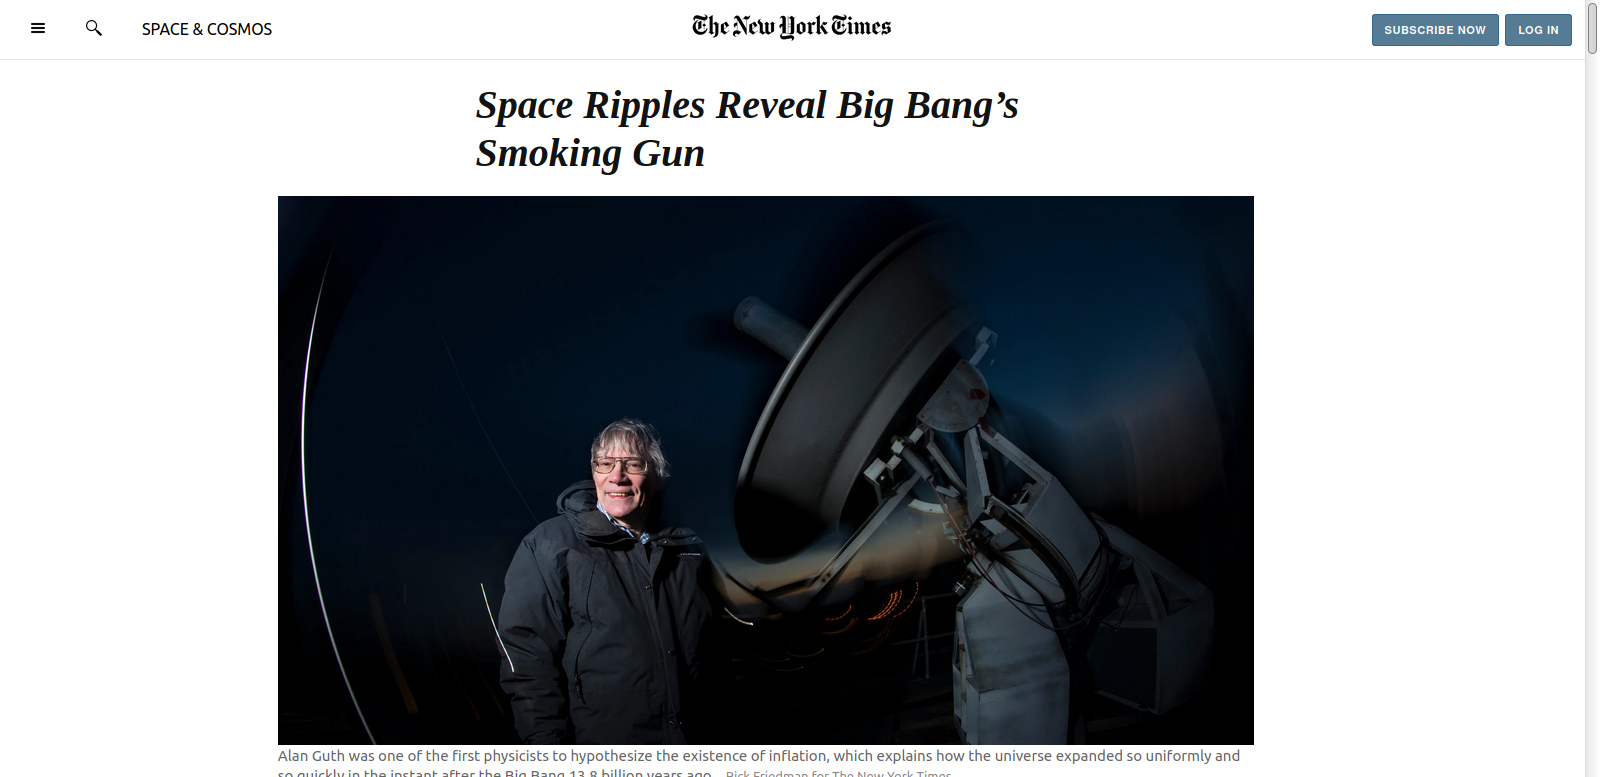 SPACE & COSMOS
The New York Times
SUBSCRIBE NOW
LOG IN
Space Ripples Reveal Big Bang’s
Smoking Gun
Alan Guth was one of the first physicists to hypothesize the existence of inflation, which explains how the universe expanded so uniformly and
so quickly in the instant after the Big Bang 13.8 billion years ago. Rick Friedman for The New York Times